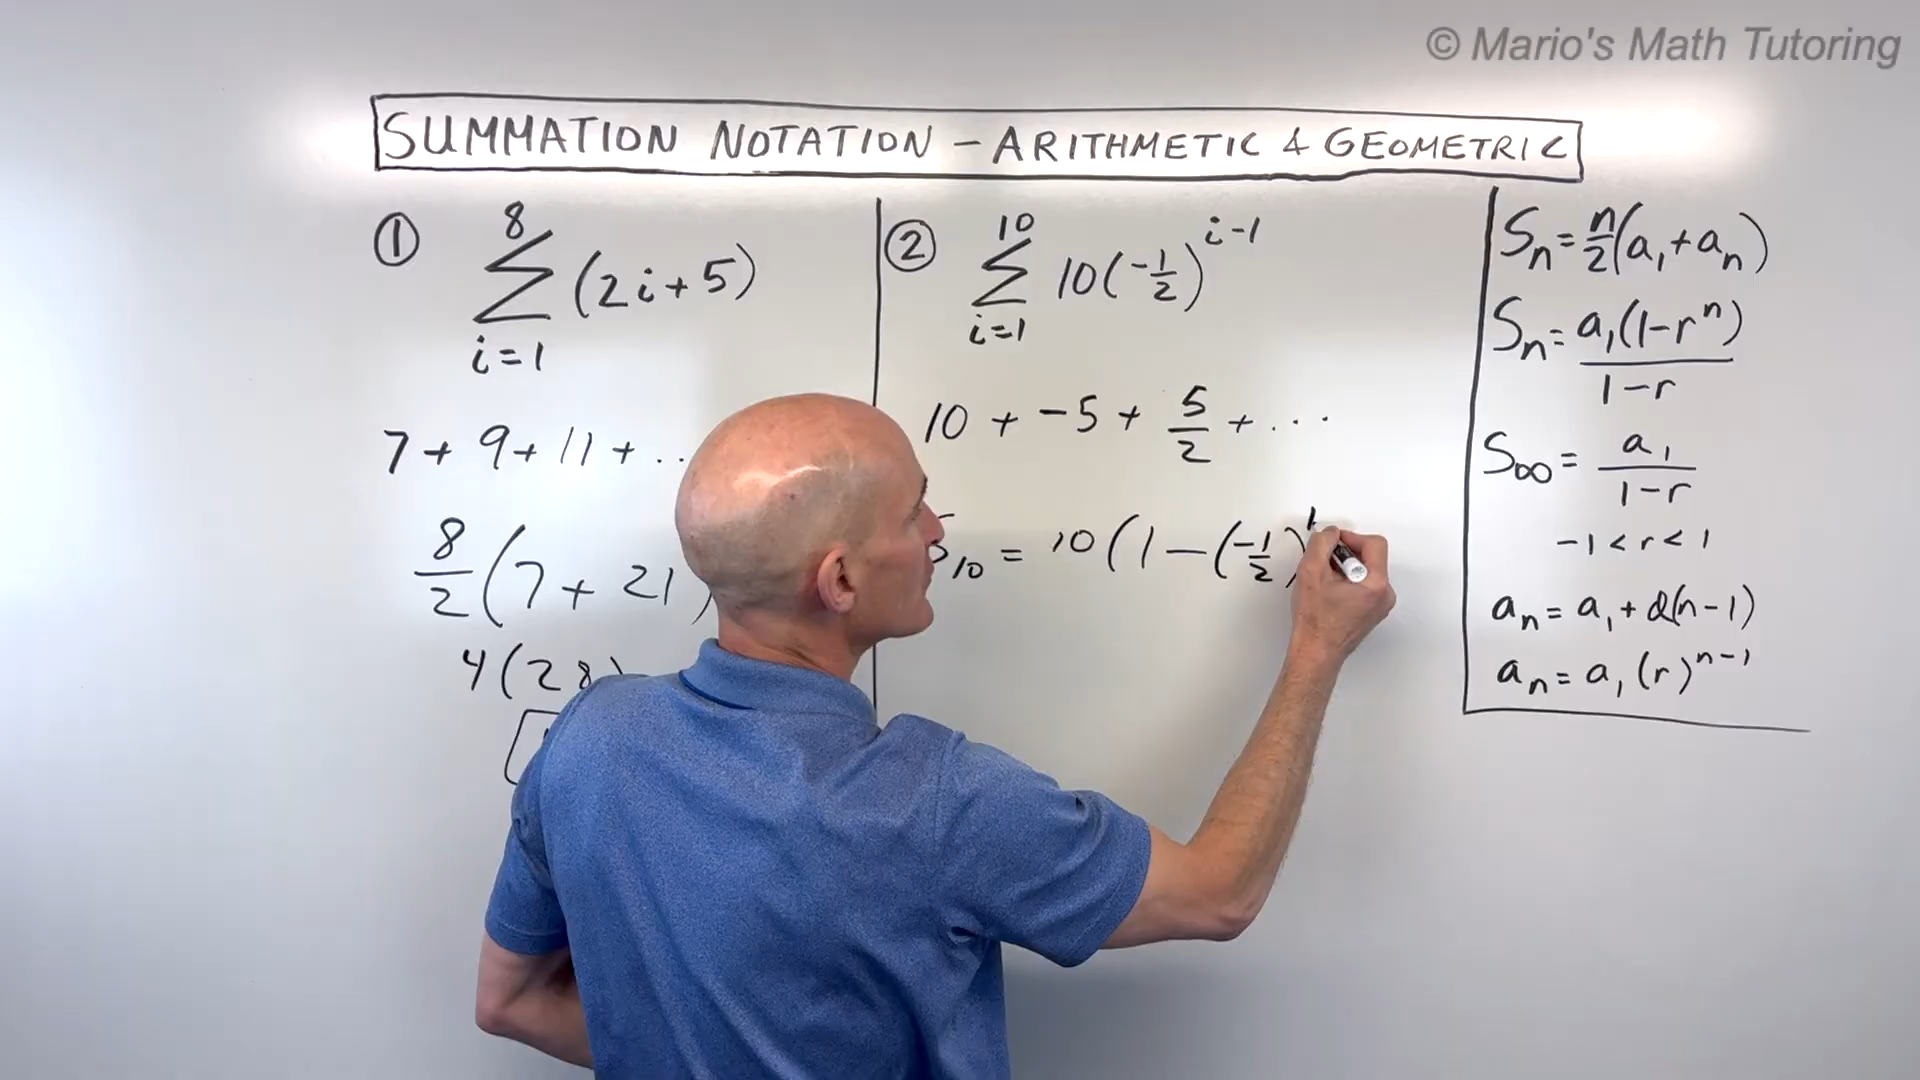 © Mario's Math Tutoring
SUMMATION NOTATION – ARITHMETIC & GEOMETRIC
① 8
∑ (2i+5)
i=1
7 + 9 + 11 + ..
8/2 (7 + 21)
4(28)
② 10
∑ 10(-1/2)^(i-1)
i=1
10 + -5 + 5/2 + ...
S₁₀ = 10(1-(-1/2)
Sₙ = n/2(a₁+aₙ)
Sₙ = a₁(1-rⁿ)/1-r
S∞ = a₁/1-r
-1<r<1
aₙ = a₁ + d(n-1)
aₙ = a₁(r)ⁿ⁻¹